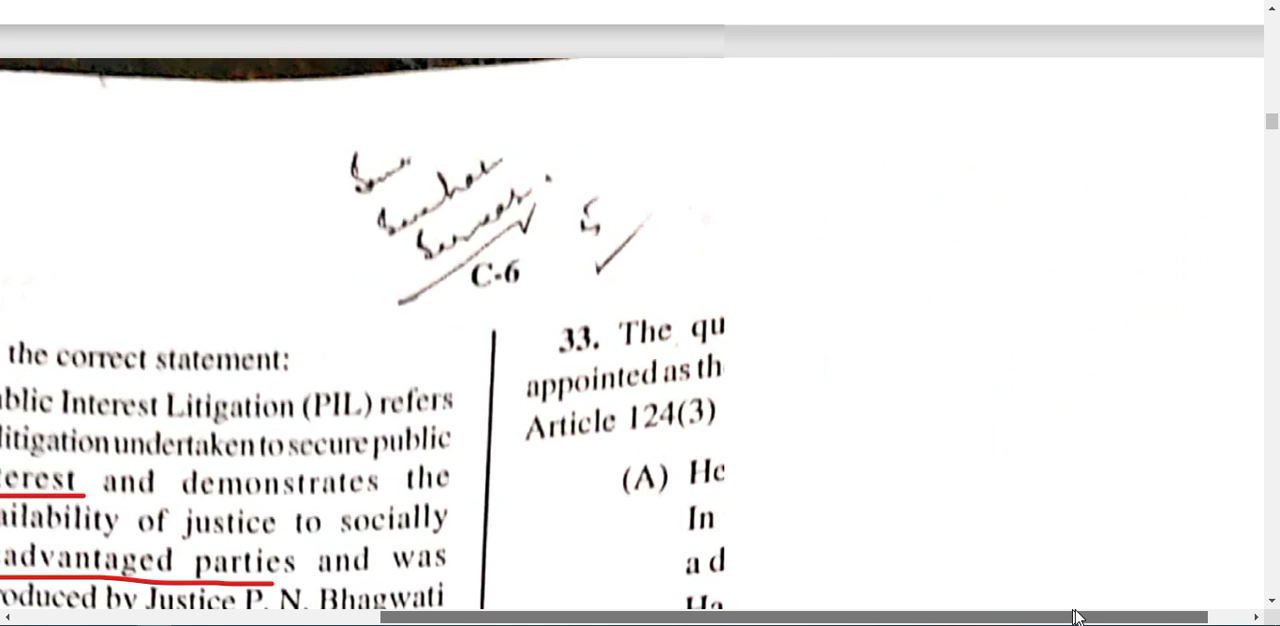 C-6
the correct statement:
blic Interest Litigation (PIL) refers
litigation undertaken to secure public
erest and demonstrates the
ailability of justice to socially
advantaged parties and was
oduced by Justice P. N. Bhagwati
33. The qu
appointed as th
Article 124(3)
(A) He
In
a d
Ha